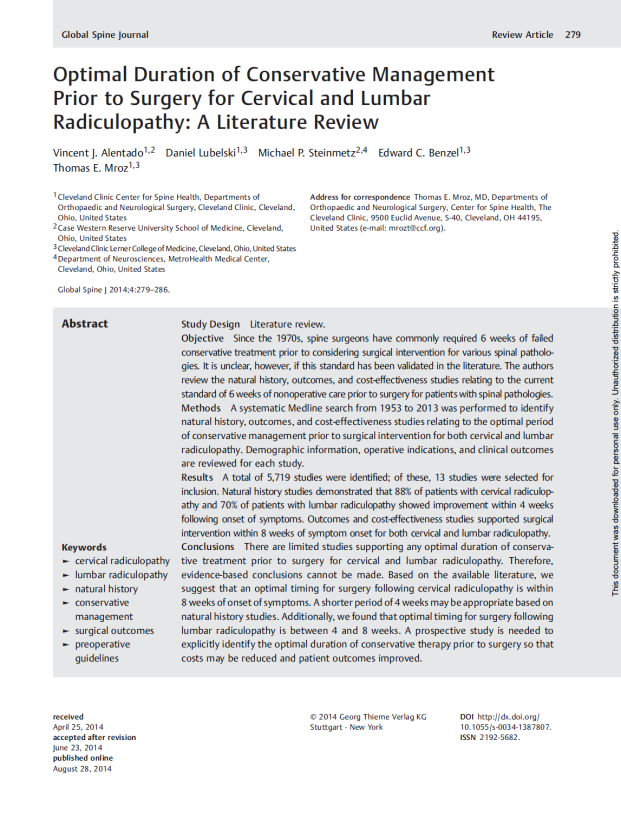 Global Spine Journal
Review Article 279
Optimal Duration of Conservative Management
Prior to Surgery for Cervical and Lumbar
Radiculopathy: A Literature Review
Vincent J. Alentado1,2 Daniel Lubelski1,3 Michael P. Steinmetz2,4 Edward C. Benzel1,3
Thomas E. Mroz1,3
1 Cleveland Clinic Center for Spine Health, Departments of
Orthopaedic and Neurological Surgery, Cleveland Clinic, Cleveland,
Ohio, United States
2 Case Western Reserve University School of Medicine, Cleveland,
Ohio, United States
3 Cleveland Clinic Lerner College of Medicine, Cleveland, Ohio, United States
4 Department of Neurosciences, MetroHealth Medical Center,
Cleveland, Ohio, United States
Global Spine J 2014;4:279–286.
Address for correspondence Thomas E. Mroz, MD, Departments of
Orthopaedic and Neurological Surgery, Center for Spine Health, The
Cleveland Clinic, 9500 Euclid Avenue, S-40, Cleveland, OH 44195,
United States (e-mail: mrozt@ccf.org).
Abstract
Study Design Literature review.
Objective Since the 1970s, spine surgeons have commonly required 6 weeks of failed
conservative treatment prior to considering surgical intervention for various spinal patholo-
gies. It is unclear, however, if this standard has been validated in the literature. The authors
review the natural history, outcomes, and cost-effectiveness studies relating to the current
standard of 6 weeks of nonoperative care prior to surgery for patients with spinal pathologies.
Methods A systematic Medline search from 1953 to 2013 was performed to identify
natural history, outcomes, and cost-effectiveness studies relating to the optimal period
of conservative management prior to surgical intervention for both cervical and lumbar
radiculopathy. Demographic information, operative indications, and clinical outcomes
are reviewed for each study.
Results A total of 5,719 studies were identified; of these, 13 studies were selected for
inclusion. Natural history studies demonstrated that 88% of patients with cervical radiculop-
athy and 70% of patients with lumbar radiculopathy showed improvement within 4 weeks
following onset of symptoms. Outcomes and cost-effectiveness studies supported surgical
intervention within 8 weeks of symptom onset for both cervical and lumbar radiculopathy.
Conclusions There are limited studies supporting any optimal duration of conserva-
tive treatment prior to surgery for cervical and lumbar radiculopathy. Therefore,
evidence-based conclusions cannot be made. Based on the available literature, we
suggest that an optimal timing for surgery following cervical radiculopathy is within
8 weeks of onset of symptoms. A shorter period of 4 weeks may be appropriate based on
natural history studies. Additionally, we found that optimal timing for surgery following
lumbar radiculopathy is between 4 and 8 weeks. A prospective study is needed to
explicitly identify the optimal duration of conservative therapy prior to surgery so that
costs may be reduced and patient outcomes improved.
Keywords
► cervical radiculopathy
► lumbar radiculopathy
► natural history
► conservative
management
► surgical outcomes
► preoperative
guidelines
received
April 25, 2014
accepted after revision
June 23, 2014
published online
August 28, 2014
© 2014 Georg Thieme Verlag KG
Stuttgart · New York
DOI http://dx.doi.org/
10.1055/s-0034-1387807.
ISSN 2192-5682.
This document was downloaded for personal use only. Unauthorized distribution is strictly prohibited.